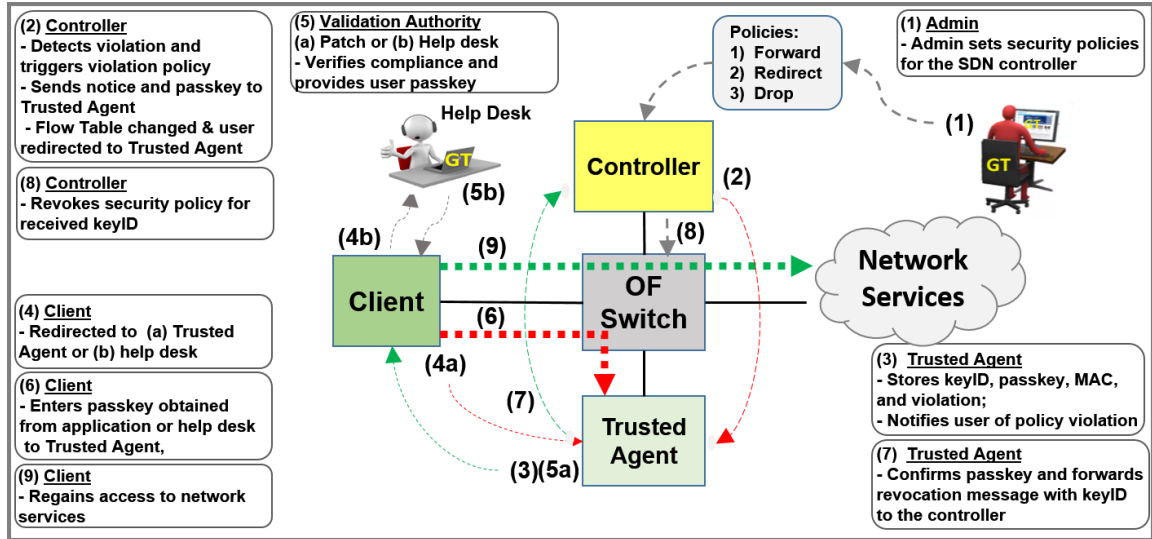 (2) Controller
- Detects violation and
triggers violation policy
- Sends notice and passkey to
Trusted Agent
- Flow Table changed & user
redirected to Trusted Agent
(8) Controller
- Revokes security policy for
received keyID
(4) Client
- Redirected to (a) Trusted
Agent or (b) help desk
(6) Client
- Enters passkey obtained
from application or help desk
to Trusted Agent,
(9) Client
- Regains access to network
services
(5) Validation Authority
(a) Patch or (b) Help desk
- Verifies compliance and
provides user passkey
Help Desk
GT
(5b)
(4b)
Policies:
1) Forward
2) Redirect
3) Drop
(1) Admin
- Admin sets security policies
for the SDN controller
(1)
GT
GT
Controller
(2)
(8)
(9)
Client
OF
Switch
Network
Services
(6)
(4a)
(7)
Trusted
Agent
(3)(5a)
(3) Trusted Agent
- Stores keyID, passkey, MAC,
and violation;
- Notifies user of policy violation
(7) Trusted Agent
- Confirms passkey and forwards
revocation message with keyID
to the controller